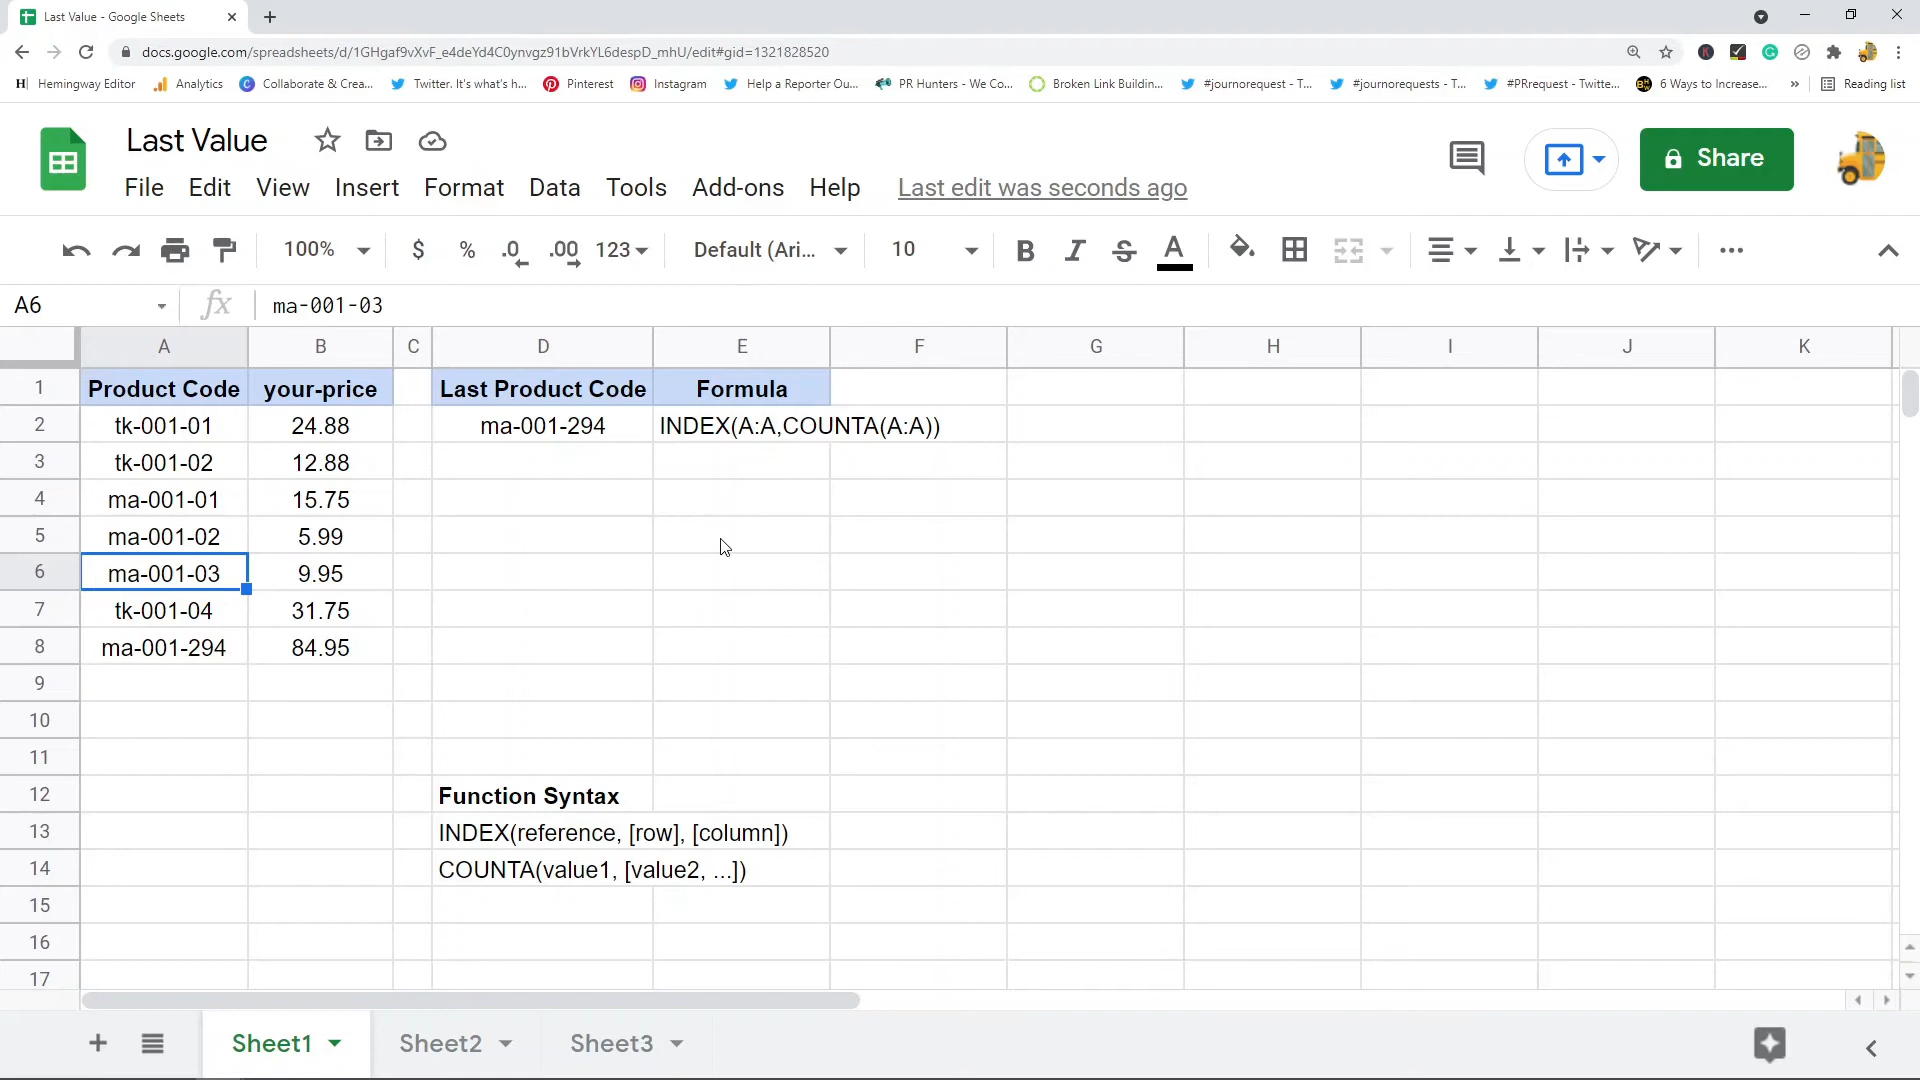 Last Value - Google Sheets
docs.google.com/spreadsheets/d/1GHgaf9vXvF_e4deYd4C0ynvgz91bVrkYL6despD_mhU/edit#gid=1321828520
H Hemingway Editor Analytics Collaborate & Crea... Twitter. It's what's h... Pinterest Instagram Help a Reporter Ou... PR Hunters - We Co... Broken Link Building... #journorequest - T... #journorequests - T... #PRrequest - Twitte... 6 Ways to Increase... » Reading list
Last Value
Share
File Edit View Insert Format Data Tools Add-ons Help Last edit was seconds ago
100% $ % .0 .00 123 Default (Ari... 10 B I S A
A6 fx ma-001-03
A B C D E F G H I J K
1 Product Code your-price Last Product Code Formula
2 tk-001-01 24.88 ma-001-294 INDEX(A:A,COUNTA(A:A))
3 tk-001-02 12.88
4 ma-001-01 15.75
5 ma-001-02 5.99
6 ma-001-03 9.95
7 tk-001-04 31.75
8 ma-001-294 84.95
9
10
11
12 Function Syntax
13 INDEX(reference, [row], [column])
14 COUNTA(value1, [value2, ...])
15
16
17
Sheet1 Sheet2 Sheet3